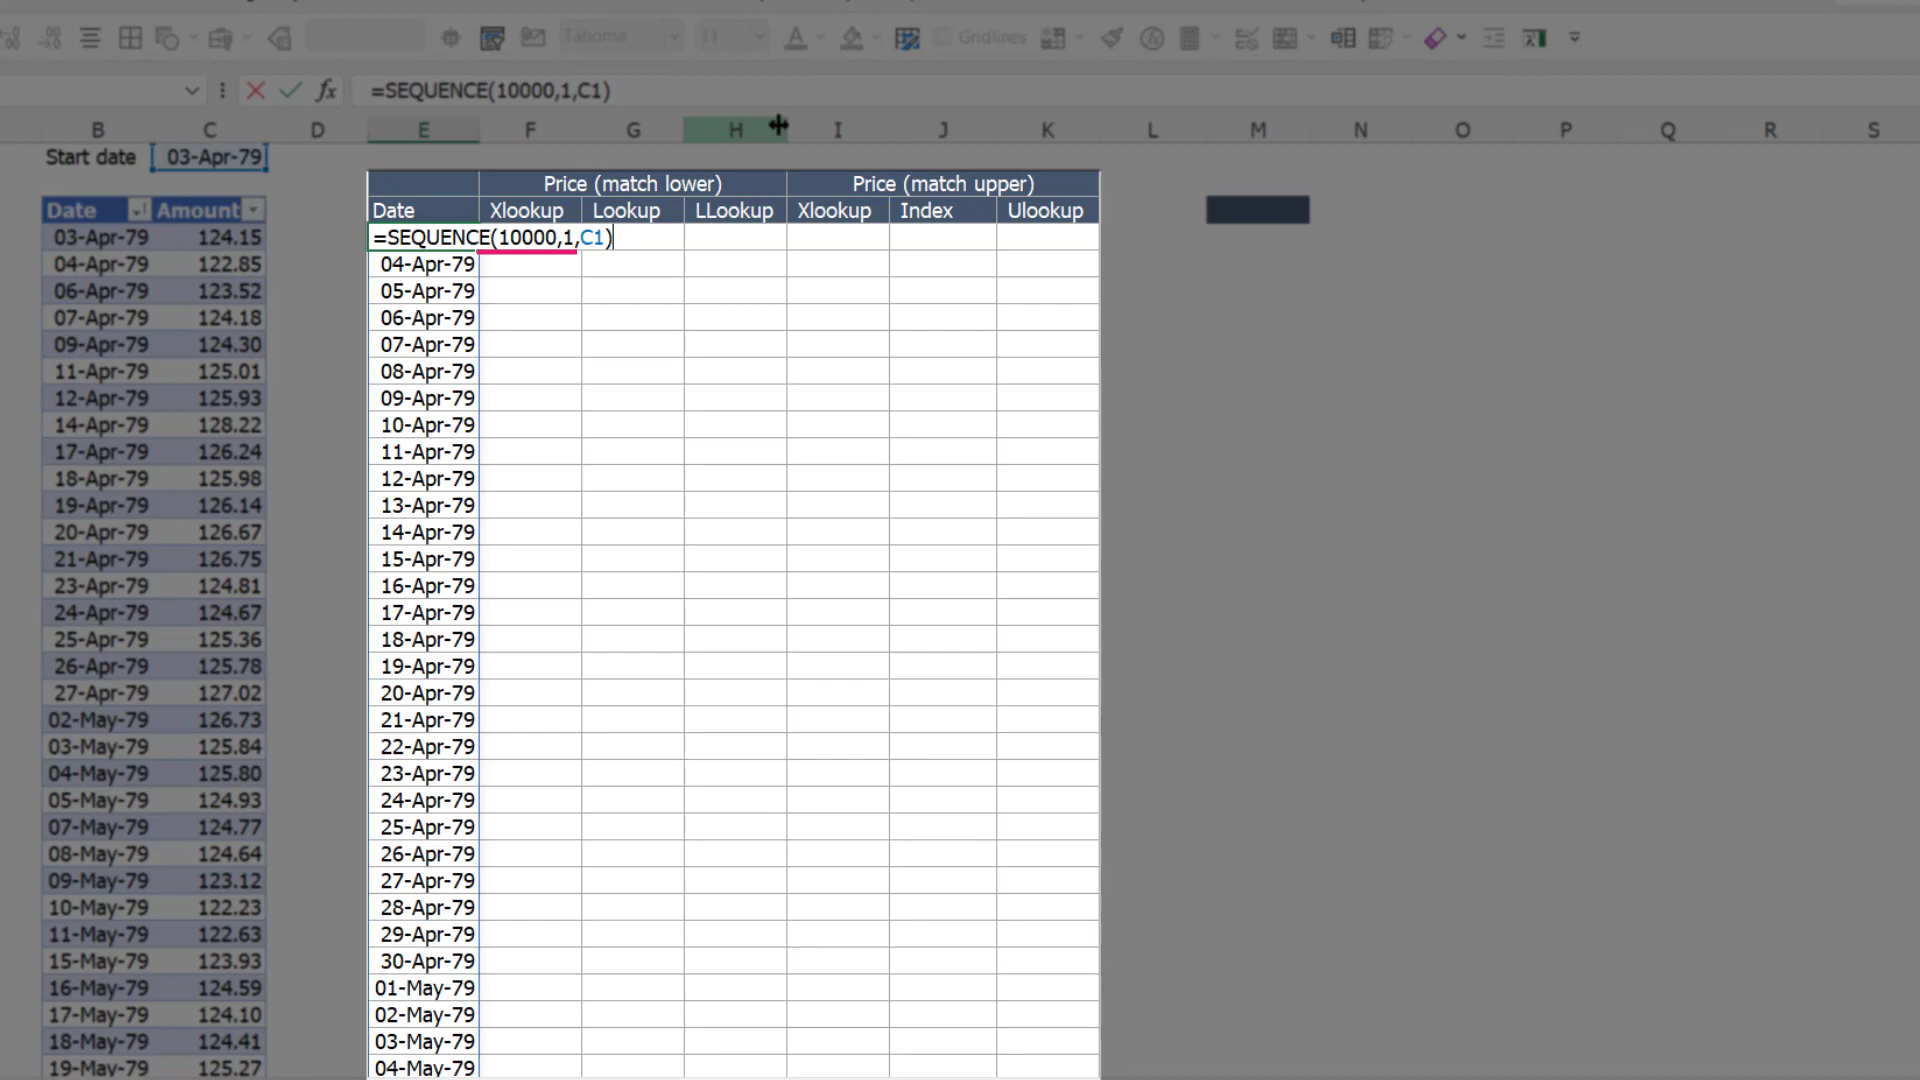 Tahoma 11 Gridlines
=SEQUENCE(10000,1,C1)
B C D E F G H I J K L M N O P Q R S
Start date 03-Apr-79
Price (match lower) Price (match upper)
Date Amount Date Xlookup Lookup LLookup Xlookup Index Ulookup
03-Apr-79 124.15 =SEQUENCE(10000,1,C1)
04-Apr-79 122.85 04-Apr-79
06-Apr-79 123.52 05-Apr-79
07-Apr-79 124.18 06-Apr-79
09-Apr-79 124.30 07-Apr-79
11-Apr-79 125.01 08-Apr-79
12-Apr-79 125.93 09-Apr-79
14-Apr-79 128.22 10-Apr-79
17-Apr-79 126.24 11-Apr-79
18-Apr-79 125.98 12-Apr-79
19-Apr-79 126.14 13-Apr-79
20-Apr-79 126.67 14-Apr-79
21-Apr-79 126.75 15-Apr-79
23-Apr-79 124.81 16-Apr-79
24-Apr-79 124.67 17-Apr-79
25-Apr-79 125.36 18-Apr-79
26-Apr-79 125.78 19-Apr-79
27-Apr-79 127.02 20-Apr-79
02-May-79 126.73 21-Apr-79
03-May-79 125.84 22-Apr-79
04-May-79 125.80 23-Apr-79
05-May-79 124.93 24-Apr-79
07-May-79 124.77 25-Apr-79
08-May-79 124.64 26-Apr-79
09-May-79 123.12 27-Apr-79
10-May-79 122.23 28-Apr-79
11-May-79 122.63 29-Apr-79
15-May-79 123.93 30-Apr-79
16-May-79 124.59 01-May-79
17-May-79 124.10 02-May-79
18-May-79 124.41 03-May-79
19-May-79 125.27 04-May-79